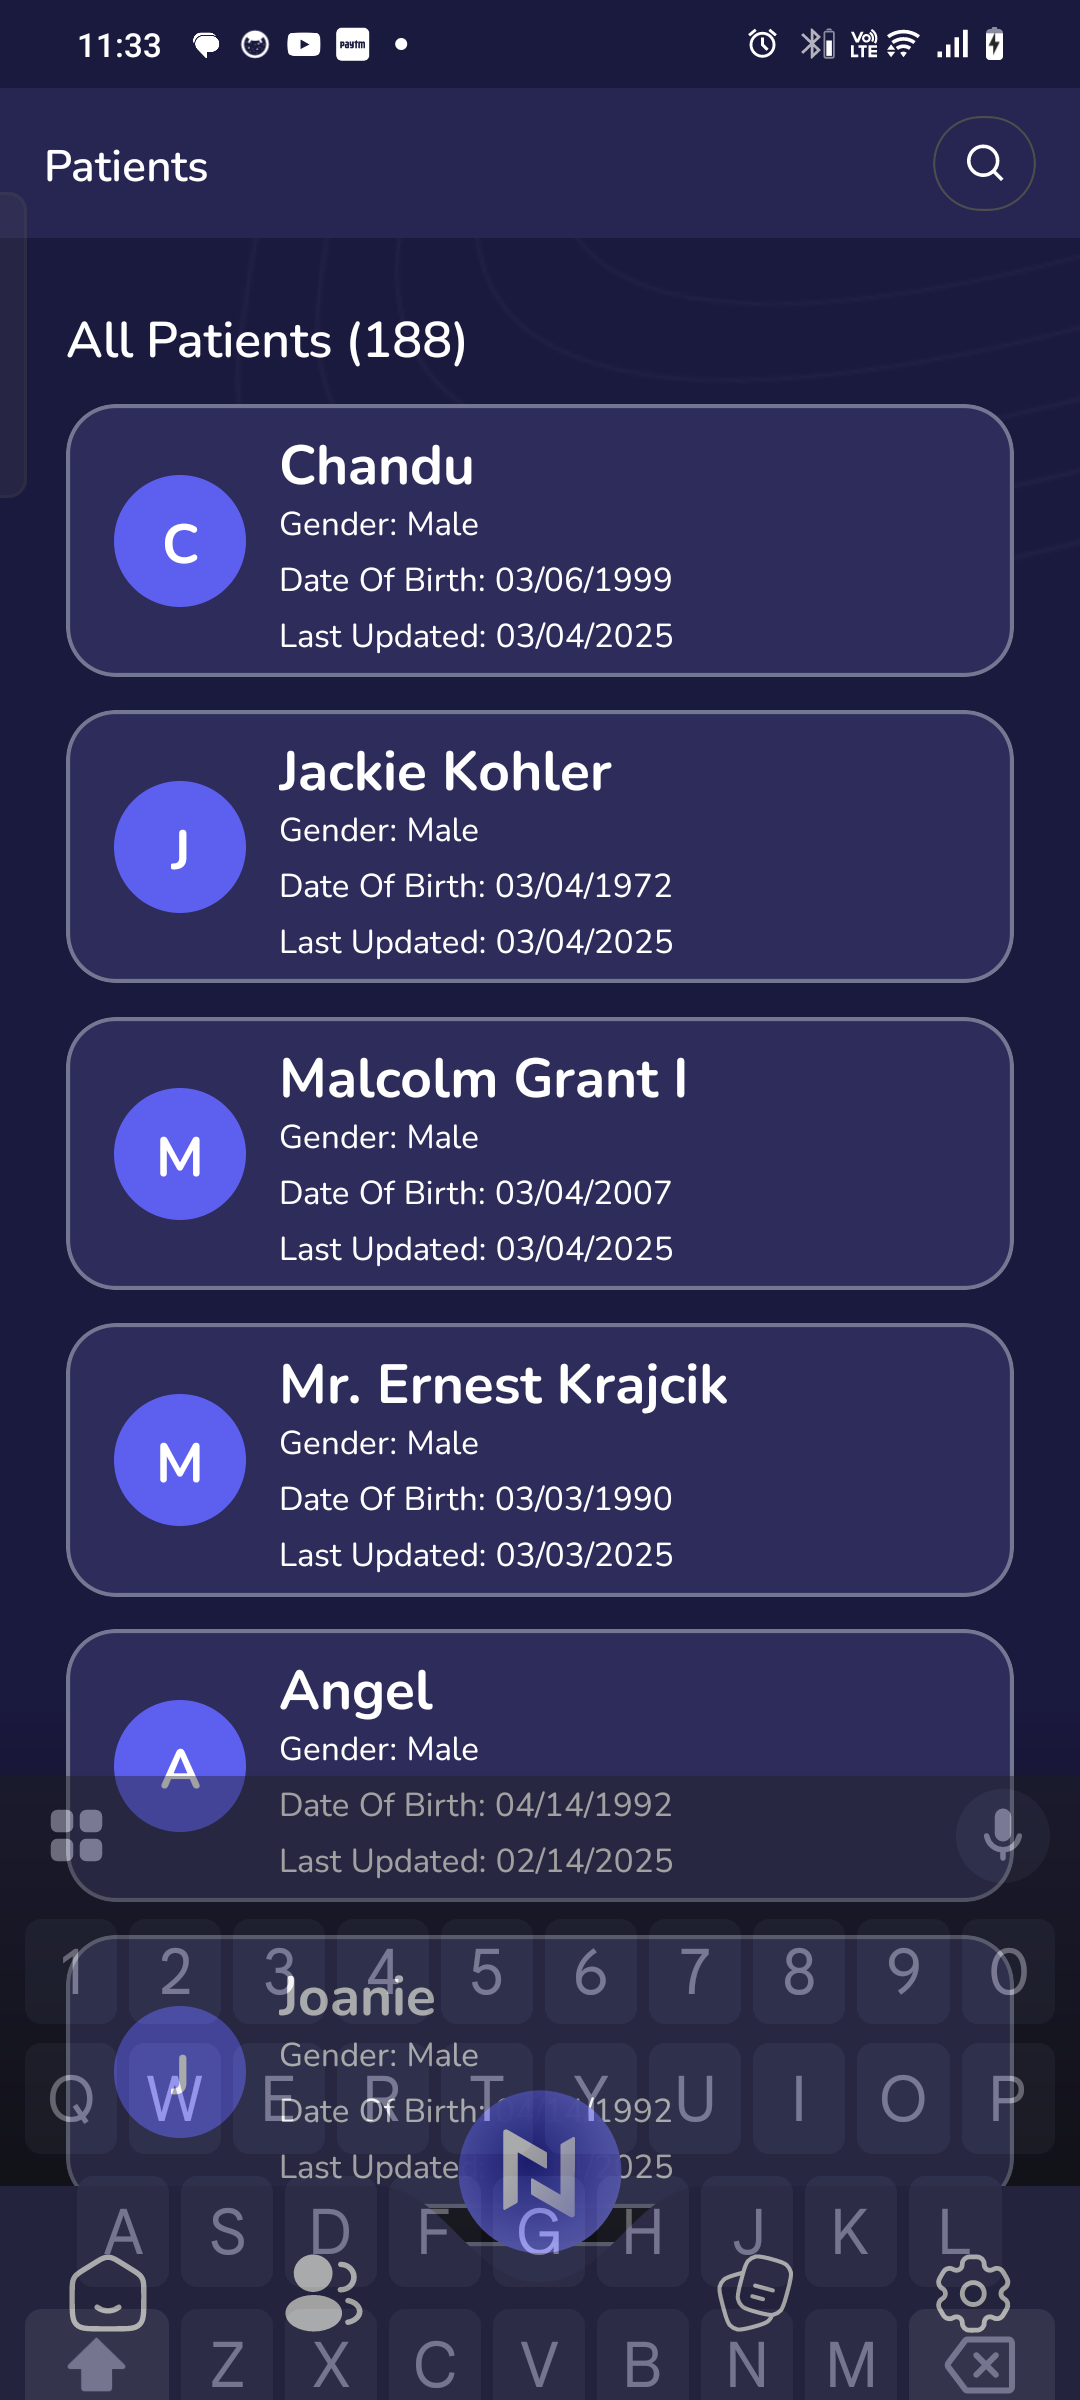 11:33
paytm
Vo) LTE
Patients
All Patients (188)
C
Chandu
Gender: Male
Date Of Birth: 03/06/1999
Last Updated: 03/04/2025
J
Jackie Kohler
Gender: Male
Date Of Birth: 03/04/1972
Last Updated: 03/04/2025
M
Malcolm Grant I
Gender: Male
Date Of Birth: 03/04/2007
Last Updated: 03/04/2025
M
Mr. Ernest Krajcik
Gender: Male
Date Of Birth: 03/03/1990
Last Updated: 03/03/2025
A
Angel
Gender: Male
Date Of Birth: 04/14/1992
Last Updated: 02/14/2025
1 2 3 4 5 6 7 8 9 0
J
Joanie
Gender: Male
Q W E R T Y U I O P
Date Of Birth: /1992
Last Update 025
N
A S D F G H J K L
Z X C V B N M